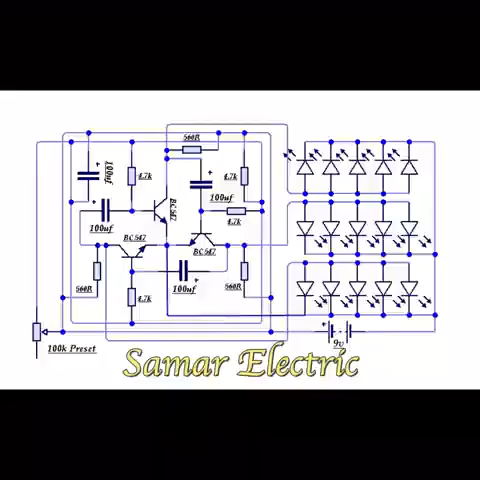 560R
100uf
4.7k
4.7k
BC547
100uf
100uf
4.7k
BC547
BC547
560R
100uf
560R
4.7k
100k Preset
+ -
9v
Samar Electric